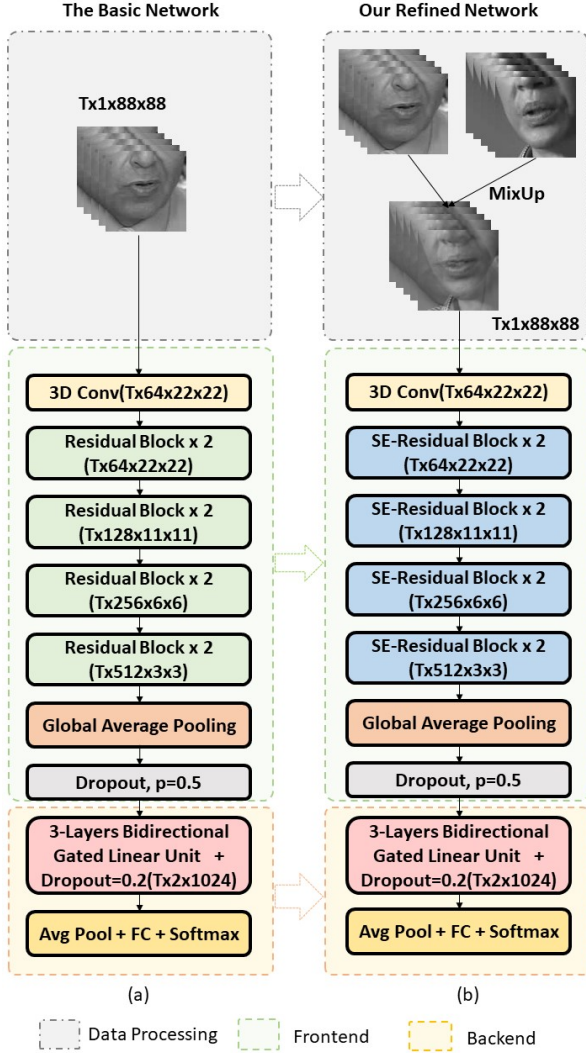 The Basic Network
Our Refined Network
Tx1x88x88
MixUp
Tx1x88x88
3D Conv(Tx64x22x22)
Residual Block x 2
(Tx64x22x22)
Residual Block x 2
(Tx128x11x11)
Residual Block x 2
(Tx256x6x6)
Residual Block x 2
(Tx512x3x3)
Global Average Pooling
Dropout, p=0.5
3-Layers Bidirectional
Gated Linear Unit +
Dropout=0.2(Tx2x1024)
Avg Pool + FC + Softmax
3D Conv(Tx64x22x22)
SE-Residual Block x 2
(Tx64x22x22)
SE-Residual Block x 2
(Tx128x11x11)
SE-Residual Block x 2
(Tx256x6x6)
SE-Residual Block x 2
(Tx512x3x3)
Global Average Pooling
Dropout, p=0.5
3-Layers Bidirectional
Gated Linear Unit +
Dropout=0.2(Tx2x1024)
Avg Pool + FC + Softmax
(a)
(b)
Data Processing
Frontend
Backend